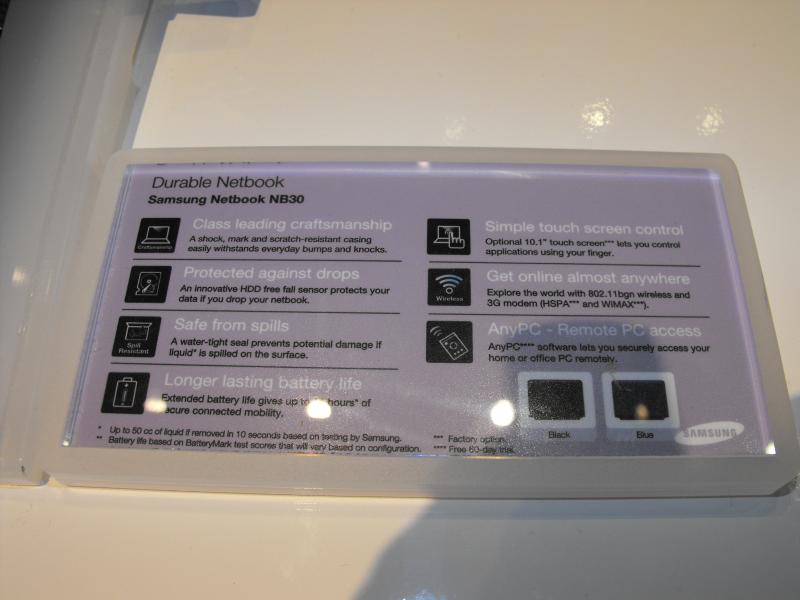 Durable Netbook
Samsung Netbook NB30
Craftsmanship
Class leading craftsmanship
A shock, mark and scratch-resistant casing
easily withstands everyday bumps and knocks.
Protected against drops
An innovative HDD free fall sensor protects your
data if you drop your netbook.
Spill
Resistant
Safe from spills
A water-tight seal prevents potential damage if
liquid* is spilled on the surface.
Longer lasting battery life
Extended battery life gives up to hours* of
secure connected mobility.
* Up to 50 cc of liquid if removed in 10 seconds based on testing by Samsung.
** Battery life based on BatteryMark test scores that will vary based on configuration.
Simple touch screen control
Optional 10.1" touch screen*** lets you control
applications using your finger.
Wireless
Get online almost anywhere
Explore the world with 802.11bgn wireless and
3G modem (HSPA*** and WiMAX***).
AnyPC - Remote PC access
AnyPC**** software lets you securely access your
home or office PC remotely.
Black
Blue
*** Factory option.
**** Free 60-day trial.
SAMSUNG